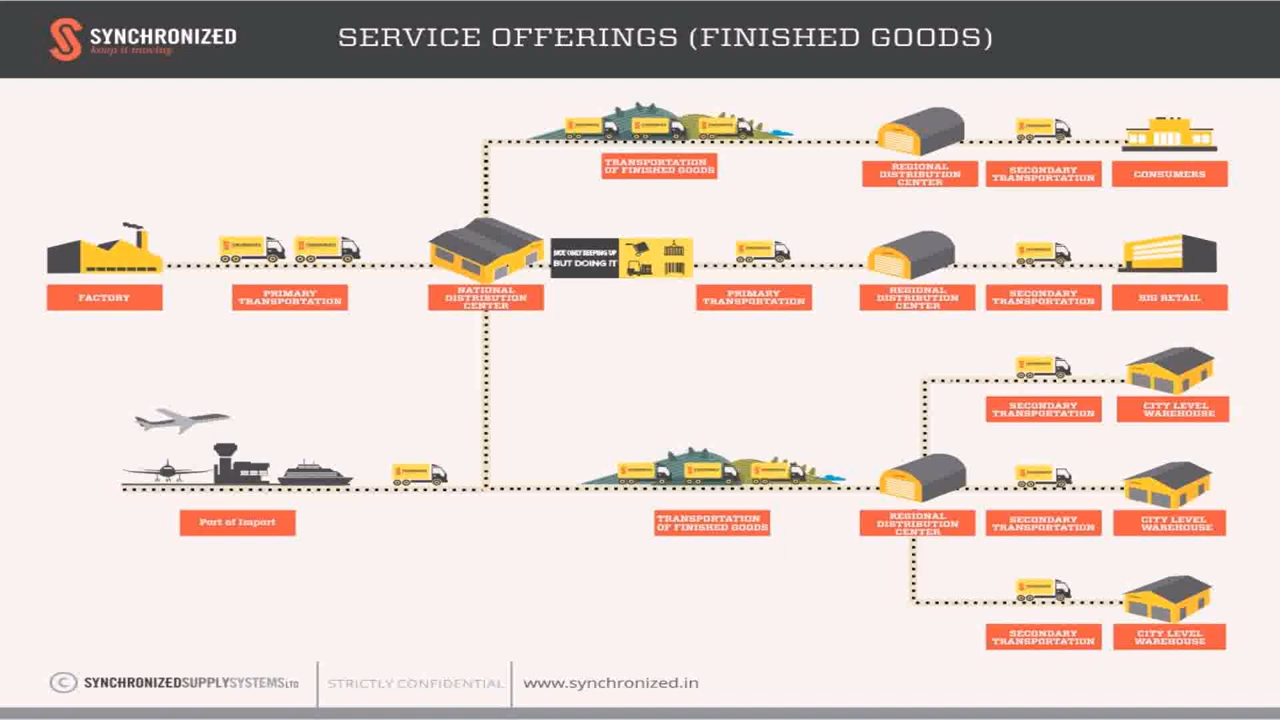 SYNCHRONIZED
keep it moving
SERVICE OFFERINGS (FINISHED GOODS)
TRANSPORTATION
OF FINISHED GOODS
REGIONAL
DISTRIBUTION
CENTER
SECONDARY
TRANSPORTATION
CONSUMERS
NOT ONLY KEEPING UP
BUT DOING IT
FACTORY
PRIMARY
TRANSPORTATION
NATIONAL
DISTRIBUTION
CENTER
PRIMARY
TRANSPORTATION
REGIONAL
DISTRIBUTION
CENTER
SECONDARY
TRANSPORTATION
BIG RETAIL
SECONDARY
TRANSPORTATION
CITY LEVEL
WAREHOUSE
Port of Import
TRANSPORTATION
OF FINISHED GOODS
REGIONAL
DISTRIBUTION
CENTER
SECONDARY
TRANSPORTATION
CITY LEVEL
WAREHOUSE
SECONDARY
TRANSPORTATION
CITY LEVEL
WAREHOUSE
© SYNCHRONIZEDSUPPLYSYSTEMSLTD
STRICTLY CONFIDENTIAL
www.synchronized.in